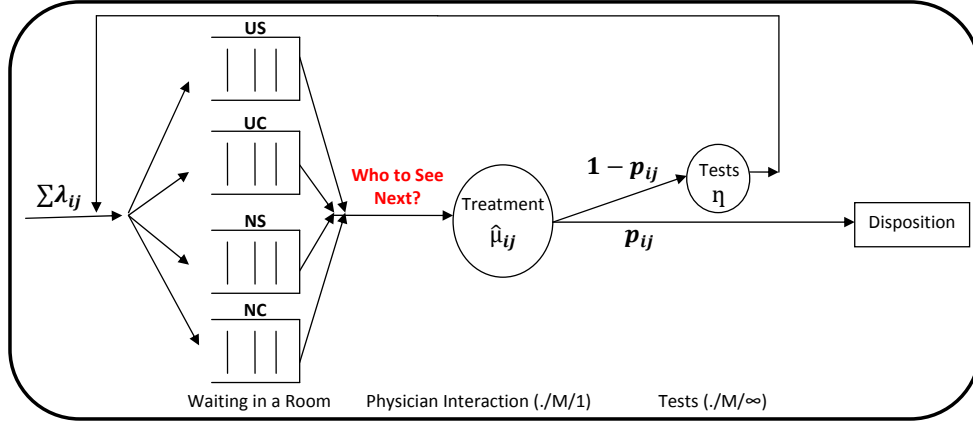 US
UC
Who to See
Next?
∑λij
NS
NC
Treatment
μ̂ij
1 − pij
pij
Tests
η
Disposition
Waiting in a Room
Physician Interaction (./M/1)
Tests (./M/∞)